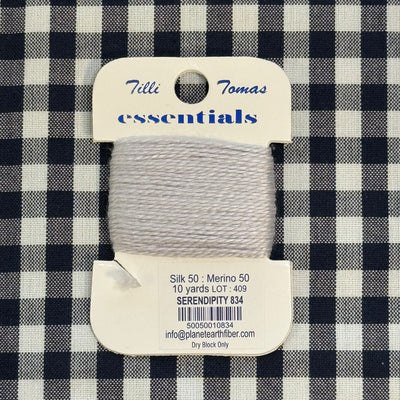 Tilli Tomas
essentials
Silk 50 : Merino 50
10 yards LOT : 409
SERENDIPITY 834
50050010834
info@planetearthfiber.com
Dry Block Only